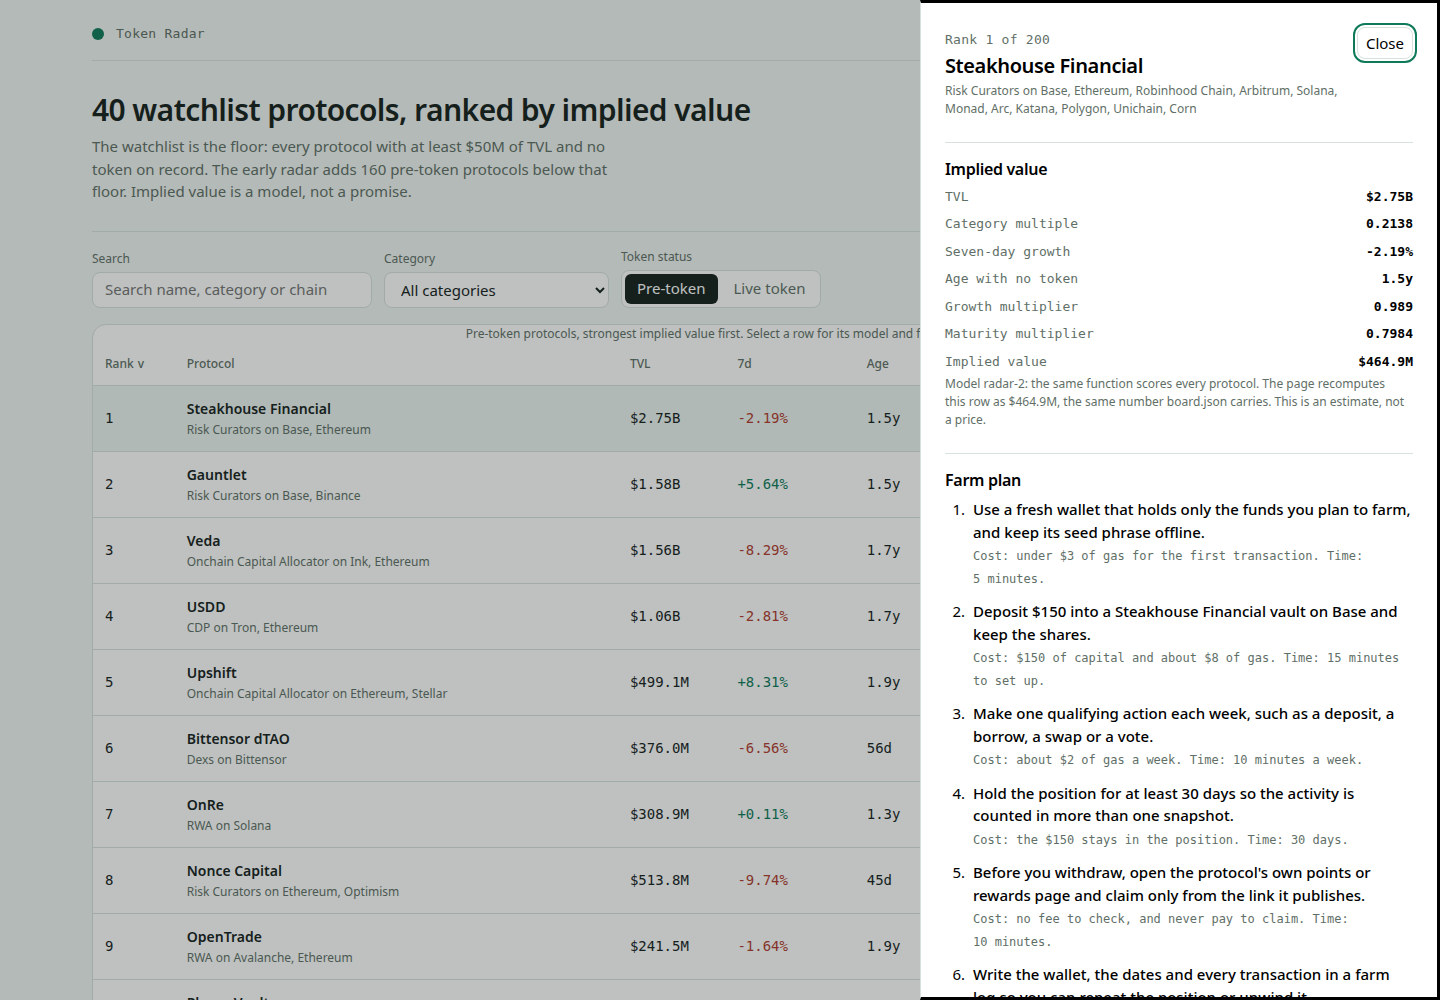 Token Radar
40 watchlist protocols, ranked by implied value
The watchlist is the floor: every protocol with at least $50M of TVL and no
token on record. The early radar adds 160 pre-token protocols below that
floor. Implied value is a model, not a promise.
Search
Category
Token status
Search name, category or chain
All categories
Pre-token
Live token
Pre-token protocols, strongest implied value first. Select a row for its model and f
Rank v
Protocol
TVL
7d
Age
1
Steakhouse Financial
Risk Curators on Base, Ethereum
$2.75B
-2.19%
1.5y
2
Gauntlet
Risk Curators on Base, Binance
$1.58B
+5.64%
1.5y
3
Veda
Onchain Capital Allocator on Ink, Ethereum
$1.56B
-8.29%
1.7y
4
USDD
CDP on Tron, Ethereum
$1.06B
-2.81%
1.7y
5
Upshift
Onchain Capital Allocator on Ethereum, Stellar
$499.1M
+8.31%
1.9y
6
Bittensor dTAO
Dexs on Bittensor
$376.0M
-6.56%
56d
7
OnRe
RWA on Solana
$308.9M
+0.11%
1.3y
8
Nonce Capital
Risk Curators on Ethereum, Optimism
$513.8M
-9.74%
45d
9
OpenTrade
RWA on Avalanche, Ethereum
$241.5M
-1.64%
1.9y
Rank 1 of 200
Close
Steakhouse Financial
Risk Curators on Base, Ethereum, Robinhood Chain, Arbitrum, Solana,
Monad, Arc, Katana, Polygon, Unichain, Corn
Implied value
TVL $2.75B
Category multiple 0.2138
Seven-day growth -2.19%
Age with no token 1.5y
Growth multiplier 0.989
Maturity multiplier 0.7984
Implied value $464.9M
Model radar-2: the same function scores every protocol. The page recomputes
this row as $464.9M, the same number board.json carries. This is an estimate, not
a price.
Farm plan
1. Use a fresh wallet that holds only the funds you plan to farm,
and keep its seed phrase offline.
Cost: under $3 of gas for the first transaction. Time:
5 minutes.
2. Deposit $150 into a Steakhouse Financial vault on Base and
keep the shares.
Cost: $150 of capital and about $8 of gas. Time: 15 minutes
to set up.
3. Make one qualifying action each week, such as a deposit, a
borrow, a swap or a vote.
Cost: about $2 of gas a week. Time: 10 minutes a week.
4. Hold the position for at least 30 days so the activity is
counted in more than one snapshot.
Cost: the $150 stays in the position. Time: 30 days.
5. Before you withdraw, open the protocol's own points or
rewards page and claim only from the link it publishes.
Cost: no fee to check, and never pay to claim. Time:
10 minutes.
6. Write the wallet, the dates and every transaction in a farm
log so you can repeat the position or unwind it